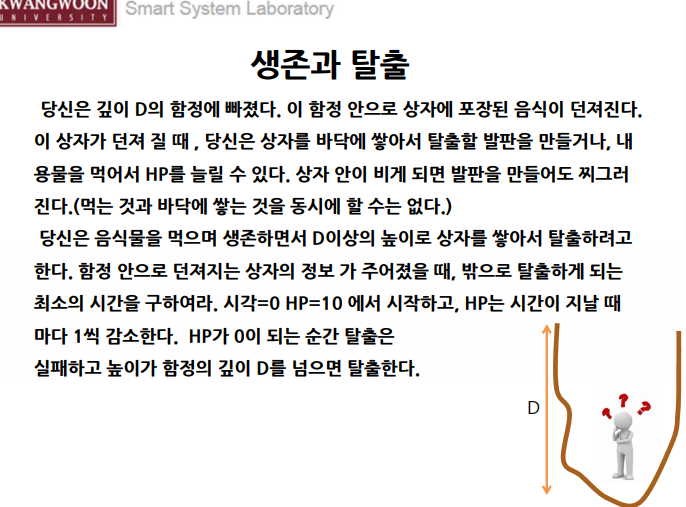 KWANGWOON
UNIVERSITY
Smart System Laboratory
생존과 탈출
당신은 깊이 D의 함정에 빠졌다. 이 함정 안으로 상자에 포장된 음식이 던져진다.
이 상자가 던져 질 때 , 당신은 상자를 바닥에 쌓아서 탈출할 발판을 만들거나, 내
용물을 먹어서 HP를 늘릴 수 있다. 상자 안이 비게 되면 발판을 만들어도 찌그러
진다.(먹는 것과 바닥에 쌓는 것을 동시에 할 수는 없다.)
당신은 음식물을 먹으며 생존하면서 D이상의 높이로 상자를 쌓아서 탈출하려고
한다. 함정 안으로 던져지는 상자의 정보 가 주어졌을 때, 밖으로 탈출하게 되는
최소의 시간을 구하여라. 시각=0 HP=10 에서 시작하고, HP는 시간이 지날 때
마다 1씩 감소한다. HP가 0이 되는 순간 탈출은
실패하고 높이가 함정의 깊이 D를 넘으면 탈출한다.
? ? ?
D